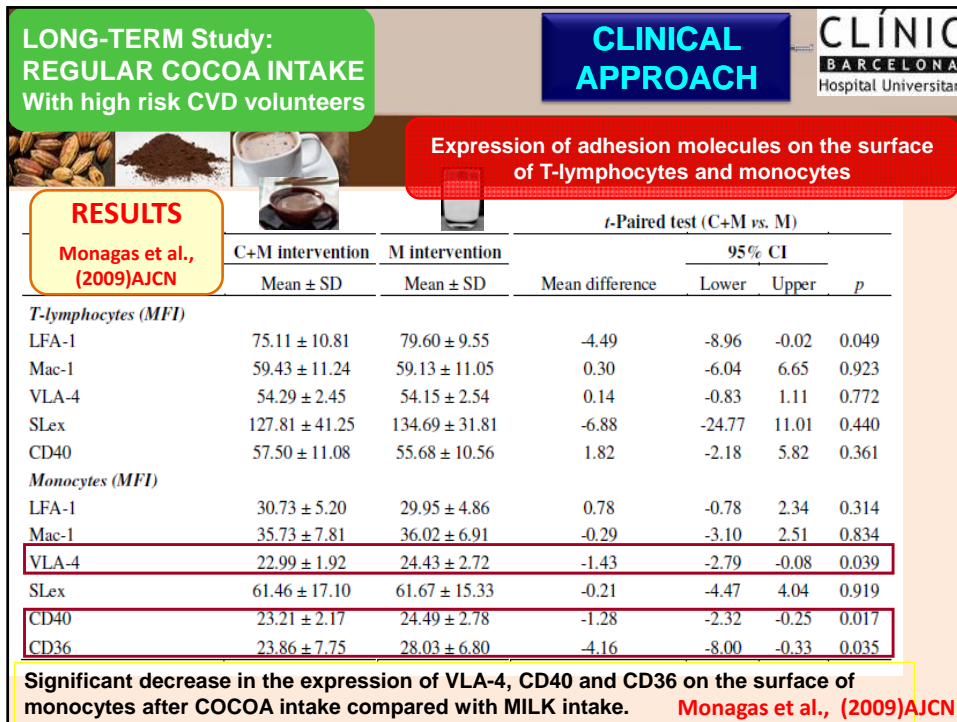 LONG-TERM Study:
REGULAR COCOA INTAKE
With high risk CVD volunteers
CLINICAL
APPROACH
CLÍNIC
BARCELONA
Hospital Universitar
Expression of adhesion molecules on the surface
of T-lymphocytes and monocytes
RESULTS
Monagas et al.,
(2009)AJCN
t-Paired test (C+M vs. M)
C+M intervention M intervention 95% CI
Mean ± SD Mean ± SD Mean difference Lower Upper p
T-lymphocytes (MFI)
LFA-1 75.11 ± 10.81 79.60 ± 9.55 -4.49 -8.96 -0.02 0.049
Mac-1 59.43 ± 11.24 59.13 ± 11.05 0.30 -6.04 6.65 0.923
VLA-4 54.29 ± 2.45 54.15 ± 2.54 0.14 -0.83 1.11 0.772
SLex 127.81 ± 41.25 134.69 ± 31.81 -6.88 -24.77 11.01 0.440
CD40 57.50 ± 11.08 55.68 ± 10.56 1.82 -2.18 5.82 0.361
Monocytes (MFI)
LFA-1 30.73 ± 5.20 29.95 ± 4.86 0.78 -0.78 2.34 0.314
Mac-1 35.73 ± 7.81 36.02 ± 6.91 -0.29 -3.10 2.51 0.834
VLA-4 22.99 ± 1.92 24.43 ± 2.72 -1.43 -2.79 -0.08 0.039
SLex 61.46 ± 17.10 61.67 ± 15.33 -0.21 -4.47 4.04 0.919
CD40 23.21 ± 2.17 24.49 ± 2.78 -1.28 -2.32 -0.25 0.017
CD36 23.86 ± 7.75 28.03 ± 6.80 -4.16 -8.00 -0.33 0.035
Significant decrease in the expression of VLA-4, CD40 and CD36 on the surface of
monocytes after COCOA intake compared with MILK intake. Monagas et al., (2009)AJCN